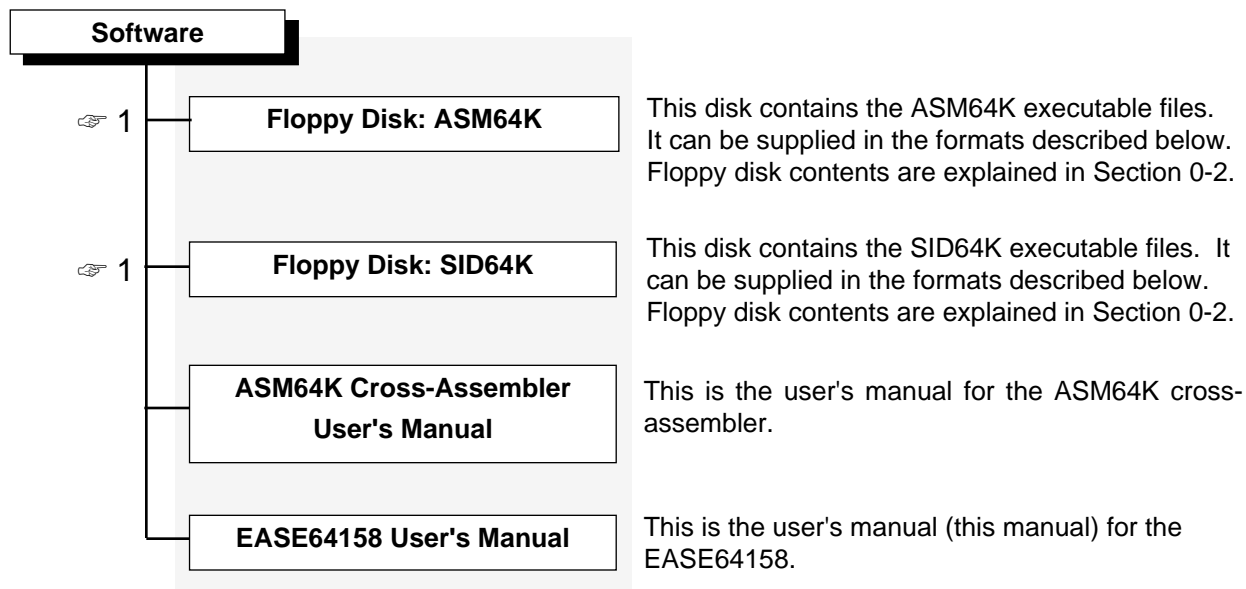 Software
☞ 1
Floppy Disk: ASM64K
This disk contains the ASM64K executable files.
It can be supplied in the formats described below.
Floppy disk contents are explained in Section 0-2.
☞ 1
Floppy Disk: SID64K
This disk contains the SID64K executable files. It
can be supplied in the formats described below.
Floppy disk contents are explained in Section 0-2.
ASM64K Cross-Assembler
User's Manual
This is the user's manual for the ASM64K cross-
assembler.
EASE64158 User's Manual
This is the user's manual (this manual) for the
EASE64158.